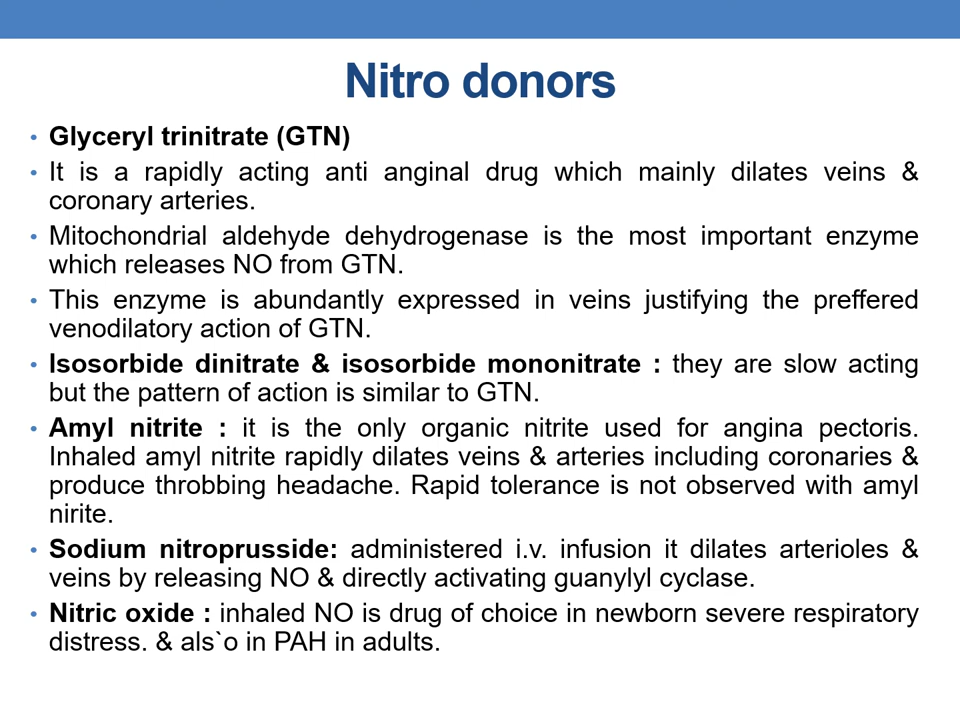 Nitro donors
• Glyceryl trinitrate (GTN)
• It is a rapidly acting anti anginal drug which mainly dilates veins &
coronary arteries.
• Mitochondrial aldehyde dehydrogenase is the most important enzyme
which releases NO from GTN.
• This enzyme is abundantly expressed in veins justifying the preffered
venodilatory action of GTN.
• Isosorbide dinitrate & isosorbide mononitrate : they are slow acting
but the pattern of action is similar to GTN.
• Amyl nitrite : it is the only organic nitrite used for angina pectoris.
Inhaled amyl nitrite rapidly dilates veins & arteries including coronaries &
produce throbbing headache. Rapid tolerance is not observed with amyl
nirite.
• Sodium nitroprusside: administered i.v. infusion it dilates arterioles &
veins by releasing NO & directly activating guanylyl cyclase.
• Nitric oxide : inhaled NO is drug of choice in newborn severe respiratory
distress. & als`o in PAH in adults.